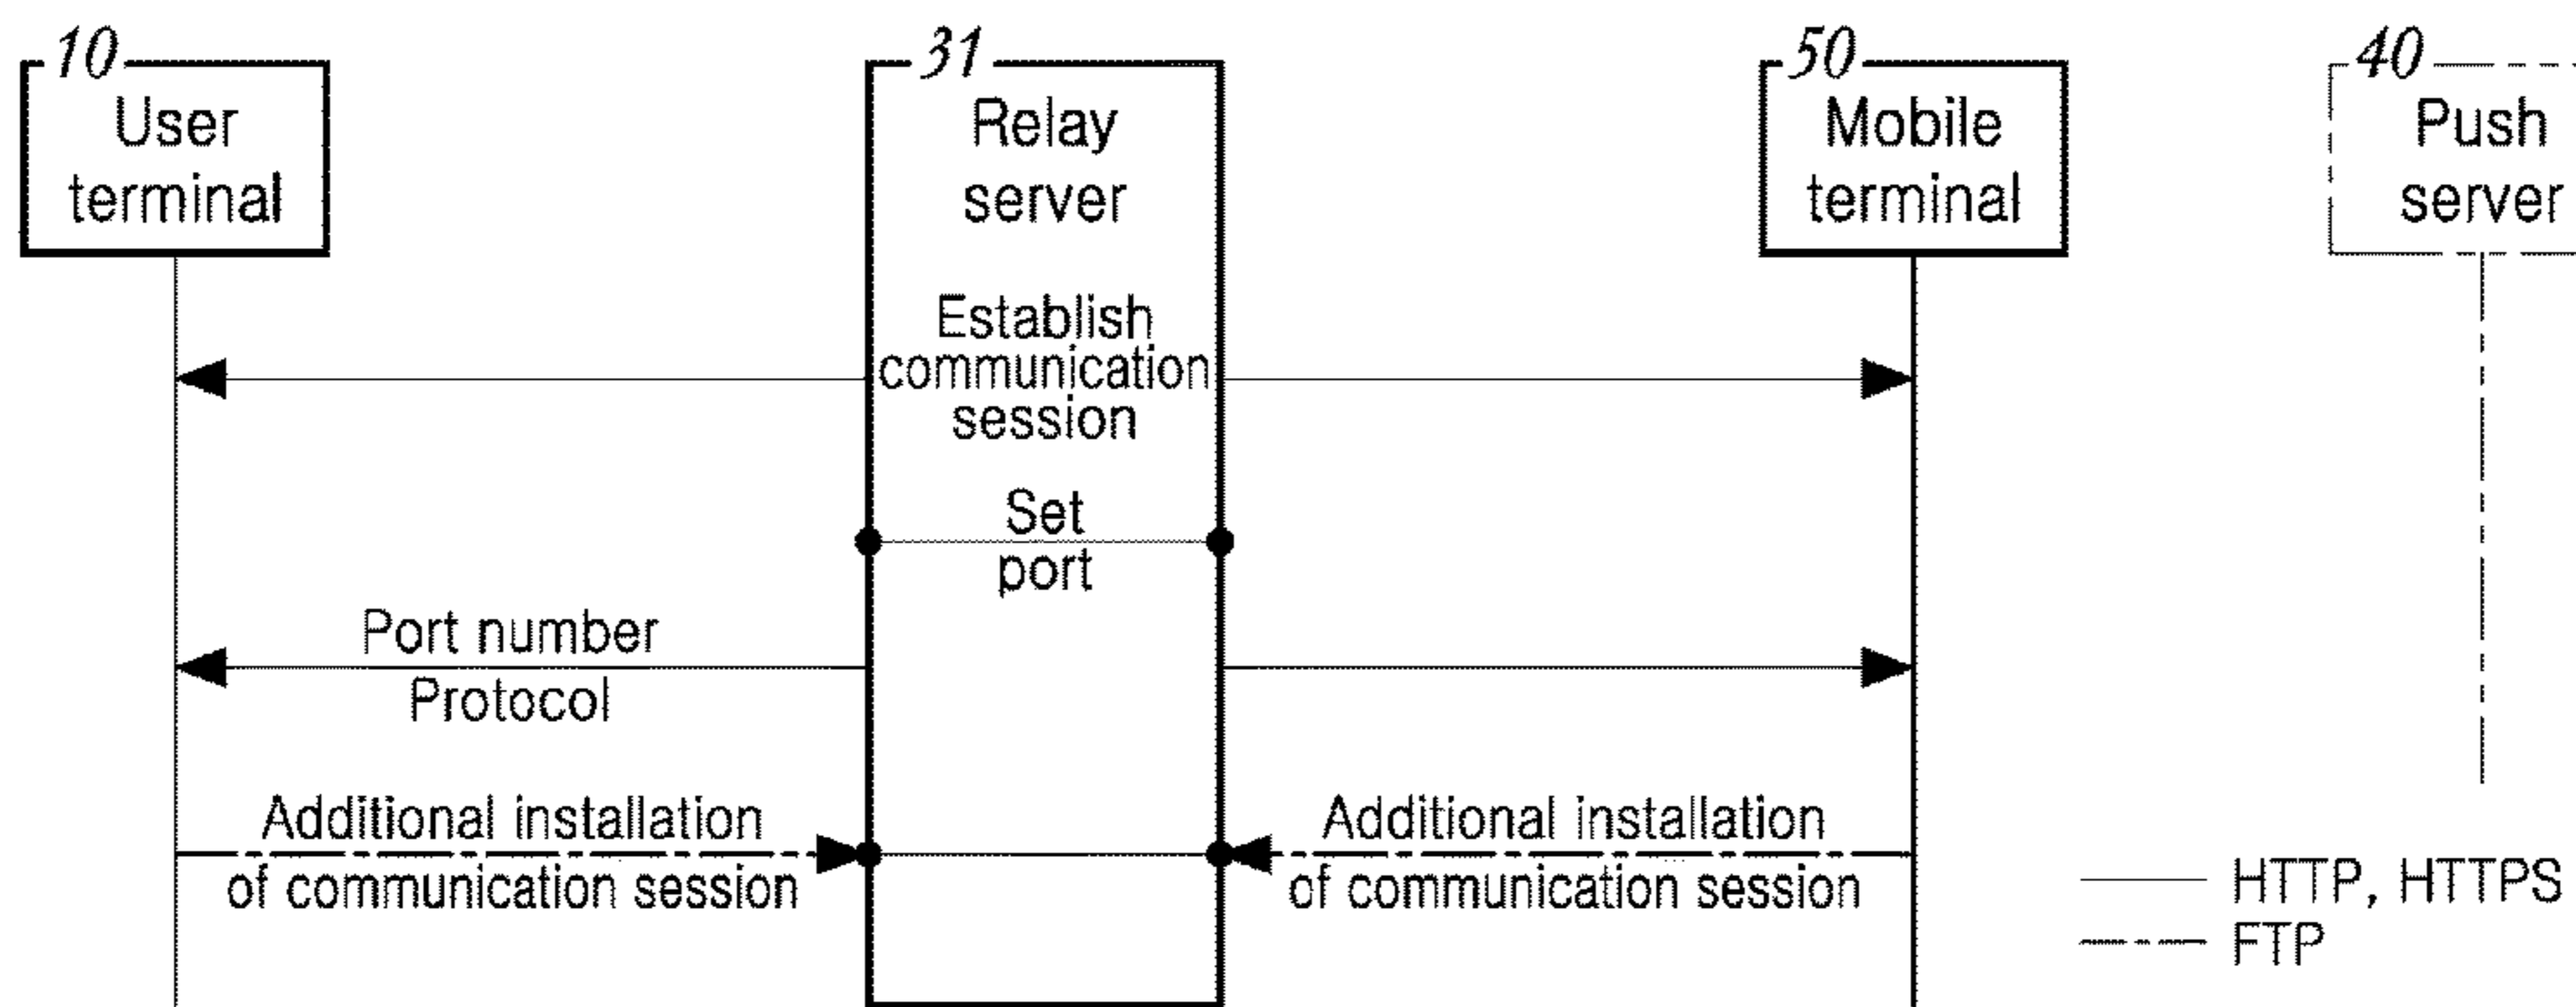 10
User
terminal
31
Relay
server
50
Mobile
terminal
40
Push
server
Establish
communication
session
Set
port
Port number
Protocol
Additional installation
of communication session
Additional installation
of communication session
HTTP, HTTPS
FTP